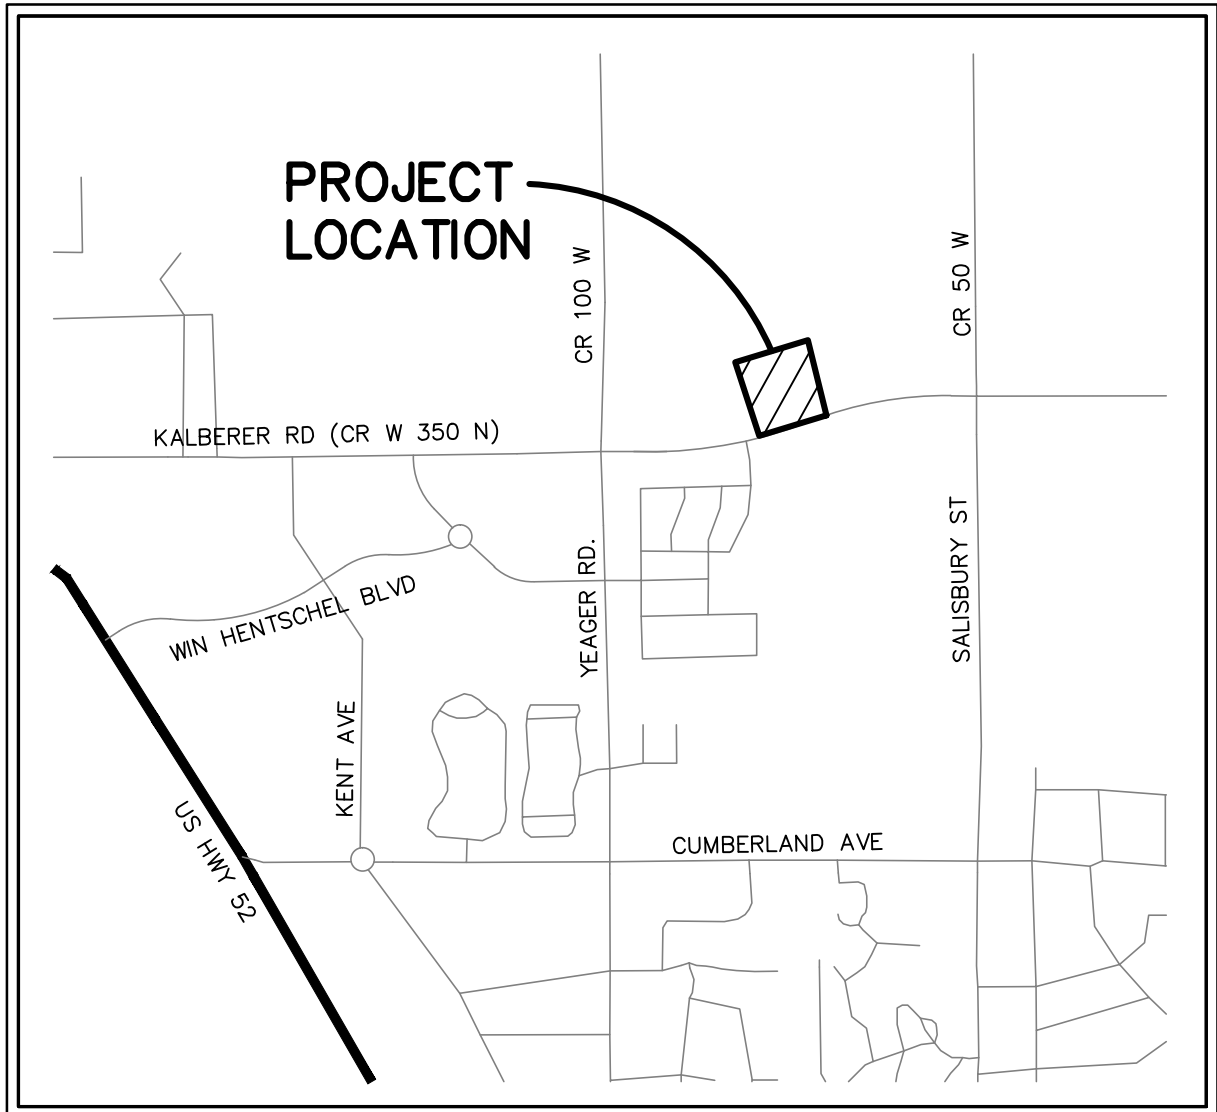 PROJECT
LOCATION
CR 100 W
CR 50 W
KALBERER RD (CR W 350 N)
SALISBURY ST
YEAGER RD.
WIN HENTSCHEL BLVD
KENT AVE
US HWY 52
CUMBERLAND AVE